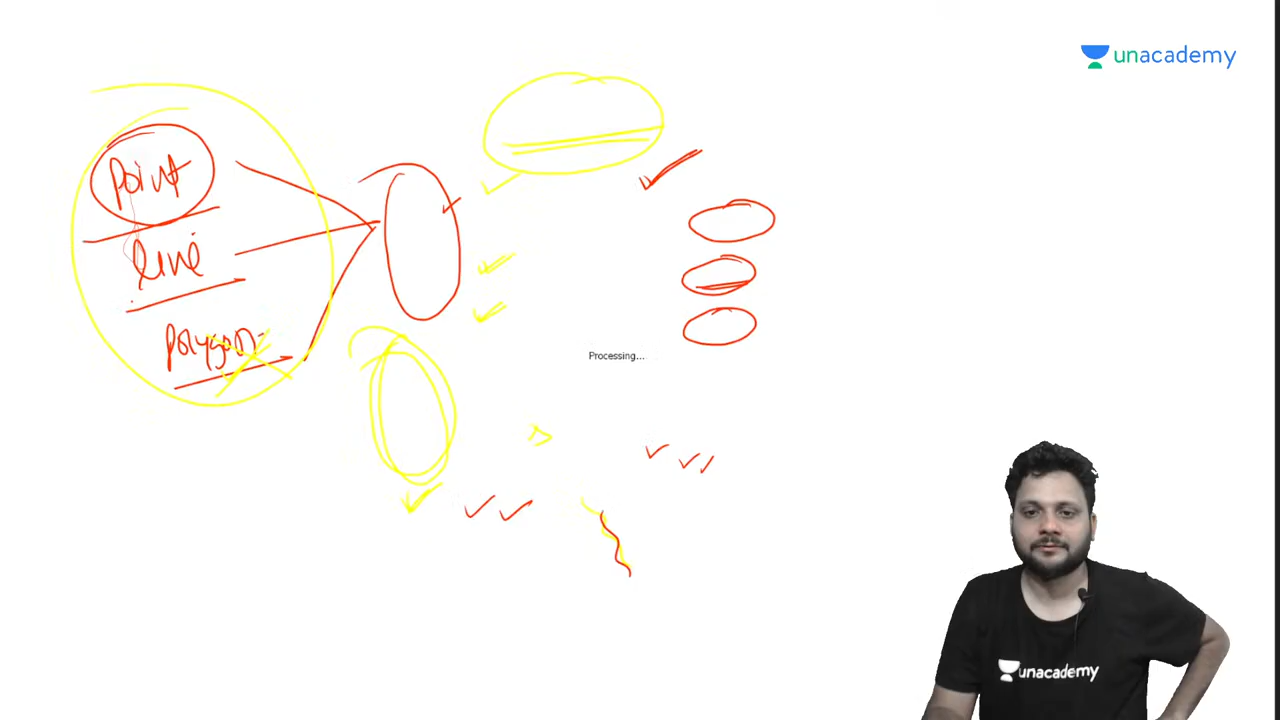 unacademy
point
line
polygon
Processing...
unacademy